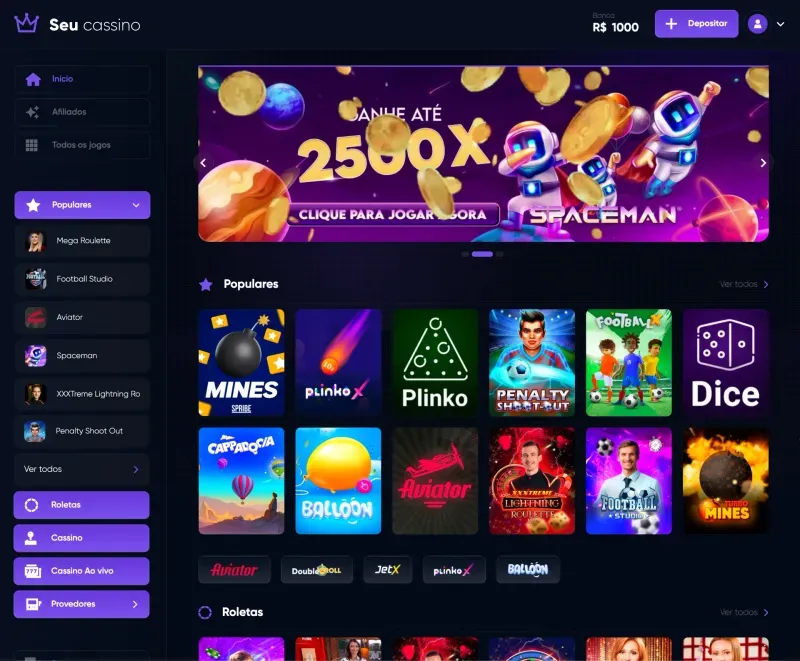 Seu cassino
Banca
R$ 1000
Depositar
Início
Afiliados
Todos os jogos
Populares
Mega Roulette
Football Studio
Aviator
Spaceman
XXXTreme Lightning Ro
Penalty Shoot Out
Ver todos
Roletas
Cassino
Cassino Ao vivo
Provedores
GANHE ATÉ
2500X
CLIQUE PARA JOGAR AGORA
SPACEMAN
Populares
Ver todos
MINES
SPRIBE
PLINKO X
Plinko
PENALTY
SHOOT-OUT
FOOTBALL
Dice
CAPPADOCIA
BALLOON
Aviator
XXXTREME
LIGHTNING
ROULETTE
FOOTBALL
STUDIO
TURBO
MINES
Aviator
Double ROLL
JetX
PLINKO X
BALLOON
Roletas
Ver todos